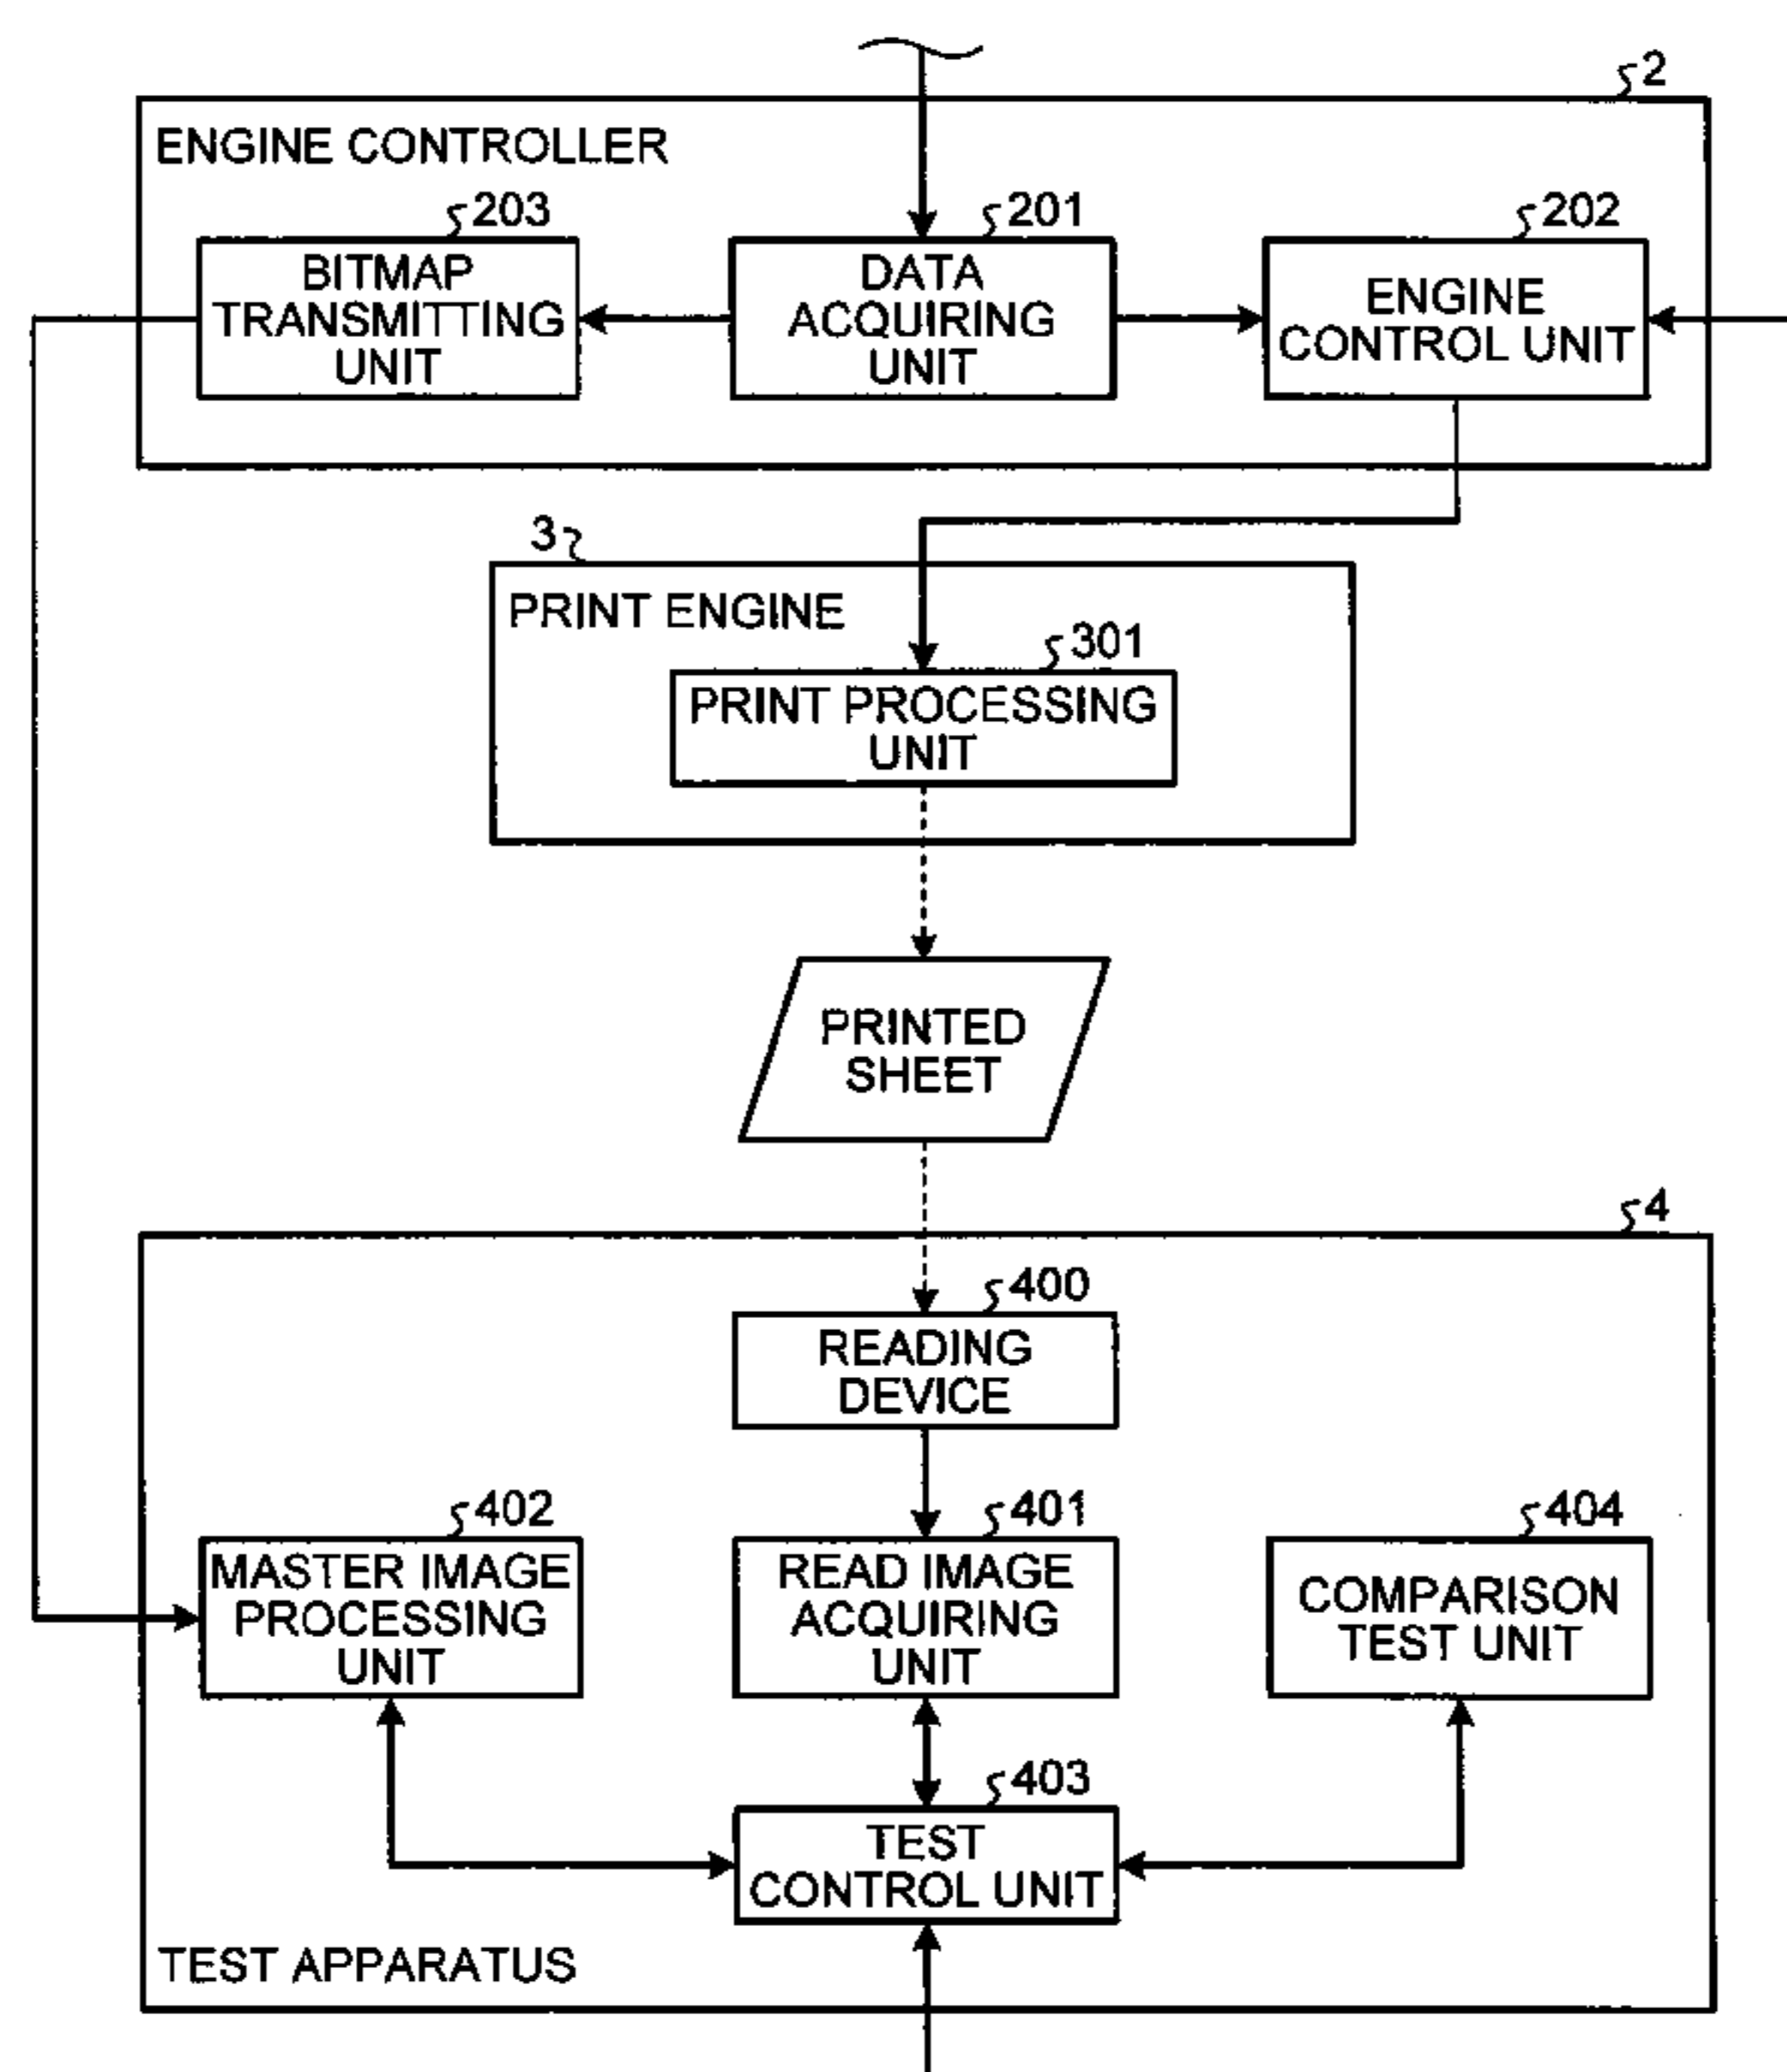 2
ENGINE CONTROLLER
203
BITMAP
TRANSMITTING
UNIT
201
DATA
ACQUIRING
UNIT
202
ENGINE
CONTROL UNIT
3
PRINT ENGINE
301
PRINT PROCESSING
UNIT
PRINTED
SHEET
4
400
READING
DEVICE
402
MASTER IMAGE
PROCESSING
UNIT
401
READ IMAGE
ACQUIRING
UNIT
404
COMPARISON
TEST UNIT
403
TEST
CONTROL UNIT
TEST APPARATUS